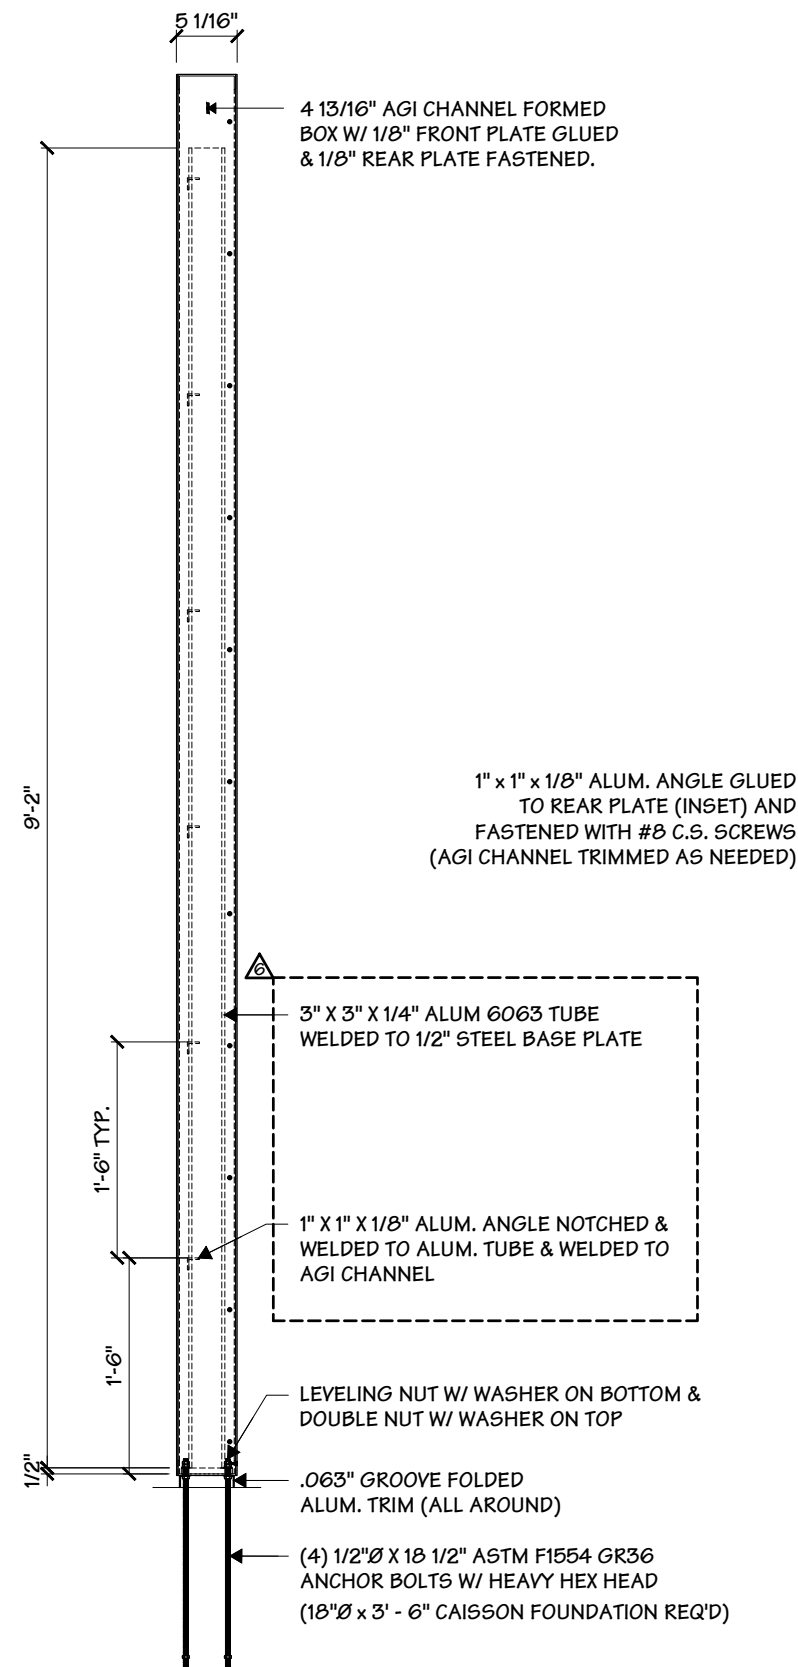 5 1/16"
4 13/16" AGI CHANNEL FORMED
BOX W/ 1/8" FRONT PLATE GLUED
& 1/8" REAR PLATE FASTENED.
9'-2"
1" x 1" x 1/8" ALUM. ANGLE GLUED
TO REAR PLATE (INSET) AND
FASTENED WITH #8 C.S. SCREWS
(AGI CHANNEL TRIMMED AS NEEDED)
6
3" X 3" X 1/4" ALUM 6063 TUBE
WELDED TO 1/2" STEEL BASE PLATE
1'-6" TYP.
1" X 1" X 1/8" ALUM. ANGLE NOTCHED &
WELDED TO ALUM. TUBE & WELDED TO
AGI CHANNEL
1'-6"
LEVELING NUT W/ WASHER ON BOTTOM &
DOUBLE NUT W/ WASHER ON TOP
1/2"
.063" GROOVE FOLDED
ALUM. TRIM (ALL AROUND)
(4) 1/2"Ø X 18 1/2" ASTM F1554 GR36
ANCHOR BOLTS W/ HEAVY HEX HEAD
(18"Ø x 3' - 6" CAISSON FOUNDATION REQ'D)